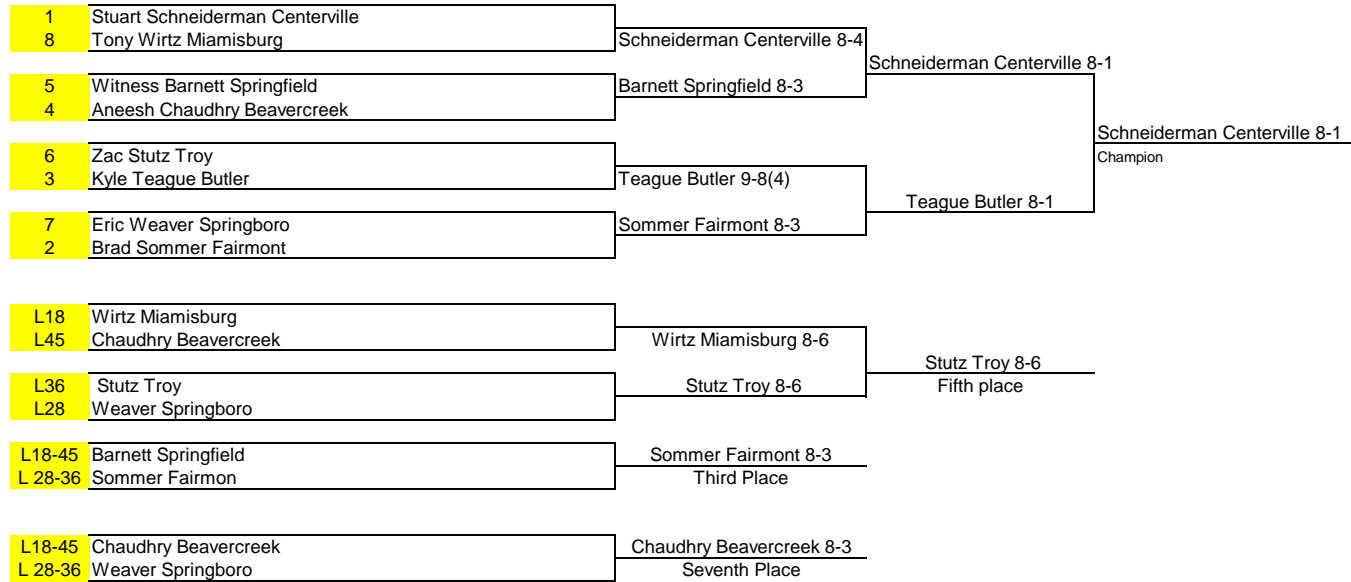 1 Stuart Schneiderman Centerville
8 Tony Wirtz Miamisburg
Schneiderman Centerville 8-4
Schneiderman Centerville 8-1
5 Witness Barnett Springfield
Barnett Springfield 8-3
4 Aneesh Chaudhry Beavercreek
Schneiderman Centerville 8-1
Champion
6 Zac Stutz Troy
3 Kyle Teague Butler
Teague Butler 9-8(4)
Teague Butler 8-1
7 Eric Weaver Springboro
Sommer Fairmont 8-3
2 Brad Sommer Fairmont
L18 Wirtz Miamisburg
L45 Chaudhry Beavercreek
Wirtz Miamisburg 8-6
Stutz Troy 8-6
Fifth place
L36 Stutz Troy
Stutz Troy 8-6
L28 Weaver Springboro
L18-45 Barnett Springfield
Sommer Fairmont 8-3
L 28-36 Sommer Fairmon
Third Place
L18-45 Chaudhry Beavercreek
Chaudhry Beavercreek 8-3
L 28-36 Weaver Springboro
Seventh Place